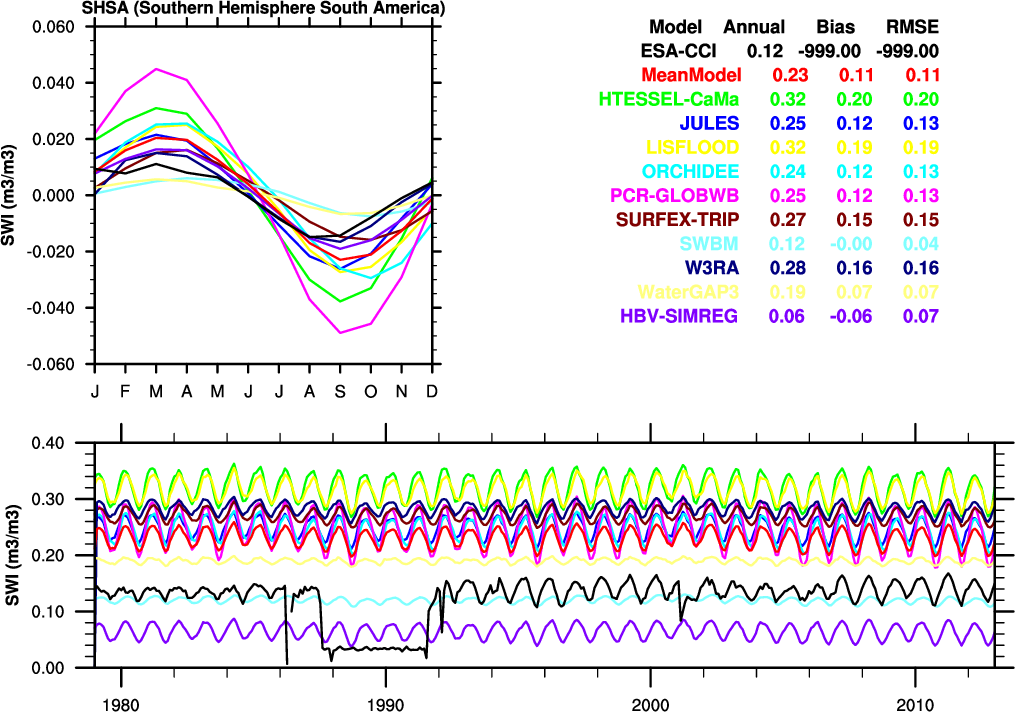 SHSA (Southern Hemisphere South America)
0.060
0.040
0.020
0.000
-0.020
-0.040
-0.060
SWI (m3/m3)
J F M A M J J A S O N D
Model Annual Bias RMSE
ESA-CCI 0.12 -999.00 -999.00
MeanModel 0.23 0.11 0.11
HTESSEL-CaMa 0.32 0.20 0.20
JULES 0.25 0.12 0.13
LISFLOOD 0.32 0.19 0.19
ORCHIDEE 0.24 0.12 0.13
PCR-GLOBWB 0.25 0.12 0.13
SURFEX-TRIP 0.27 0.15 0.15
SWBM 0.12 -0.00 0.04
W3RA 0.28 0.16 0.16
WaterGAP3 0.19 0.07 0.07
HBV-SIMREG 0.06 -0.06 0.07
0.40
0.30
0.20
0.10
0.00
SWI (m3/m3)
1980 1990 2000 2010